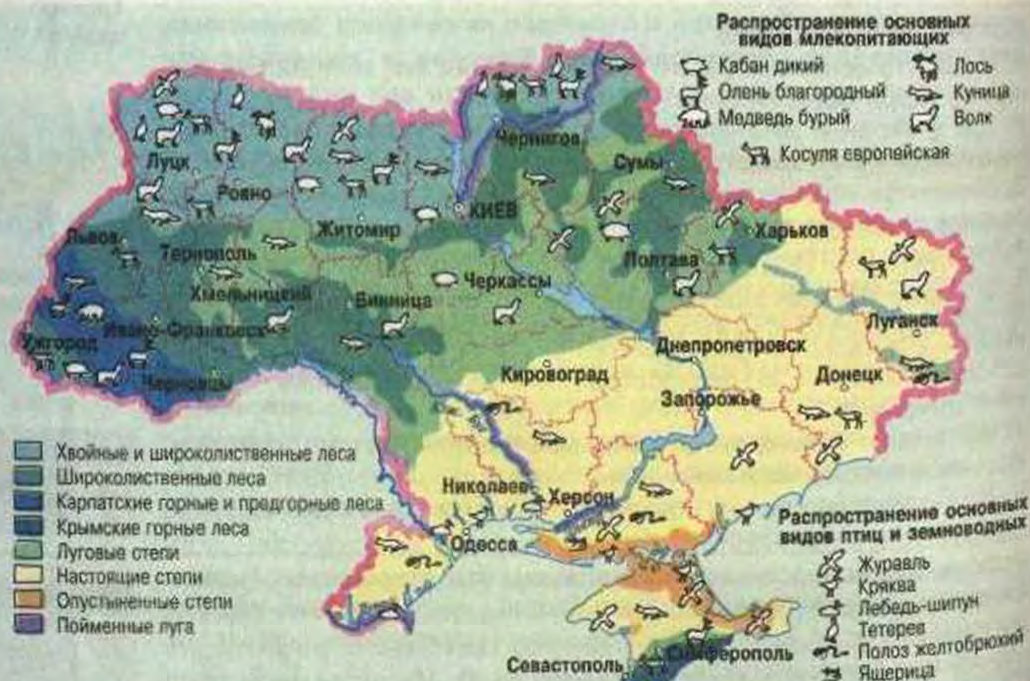 Распространение основных
видов млекопитающих
Кабан дикий
Олень благородный
Медведь бурый
Лось
Куница
Волк
Косуля европейская
Чернигов
Сумы
Луцк
Ровно
КИЕВ
Житомир
Харьков
Львов
Тернополь
Полтава
Хмельницкий
Винница
Черкассы
Ивано-Франковск
Ужгород
Черновцы
Луганск
Днепропетровск
Кировоград
Донецк
Запорожье
Николаев
Херсон
Одесса
Симферополь
Севастополь
Хвойные и широколиственные леса
Широколиственные леса
Карпатские горные и предгорные леса
Крымские горные леса
Луговые степи
Настоящие степи
Опустыненные степи
Пойменные луга
Распространение основных
видов птиц и земноводных
Журавль
Кряква
Лебедь-шипун
Тетерев
Полоз желтобрюхий
Ящерица